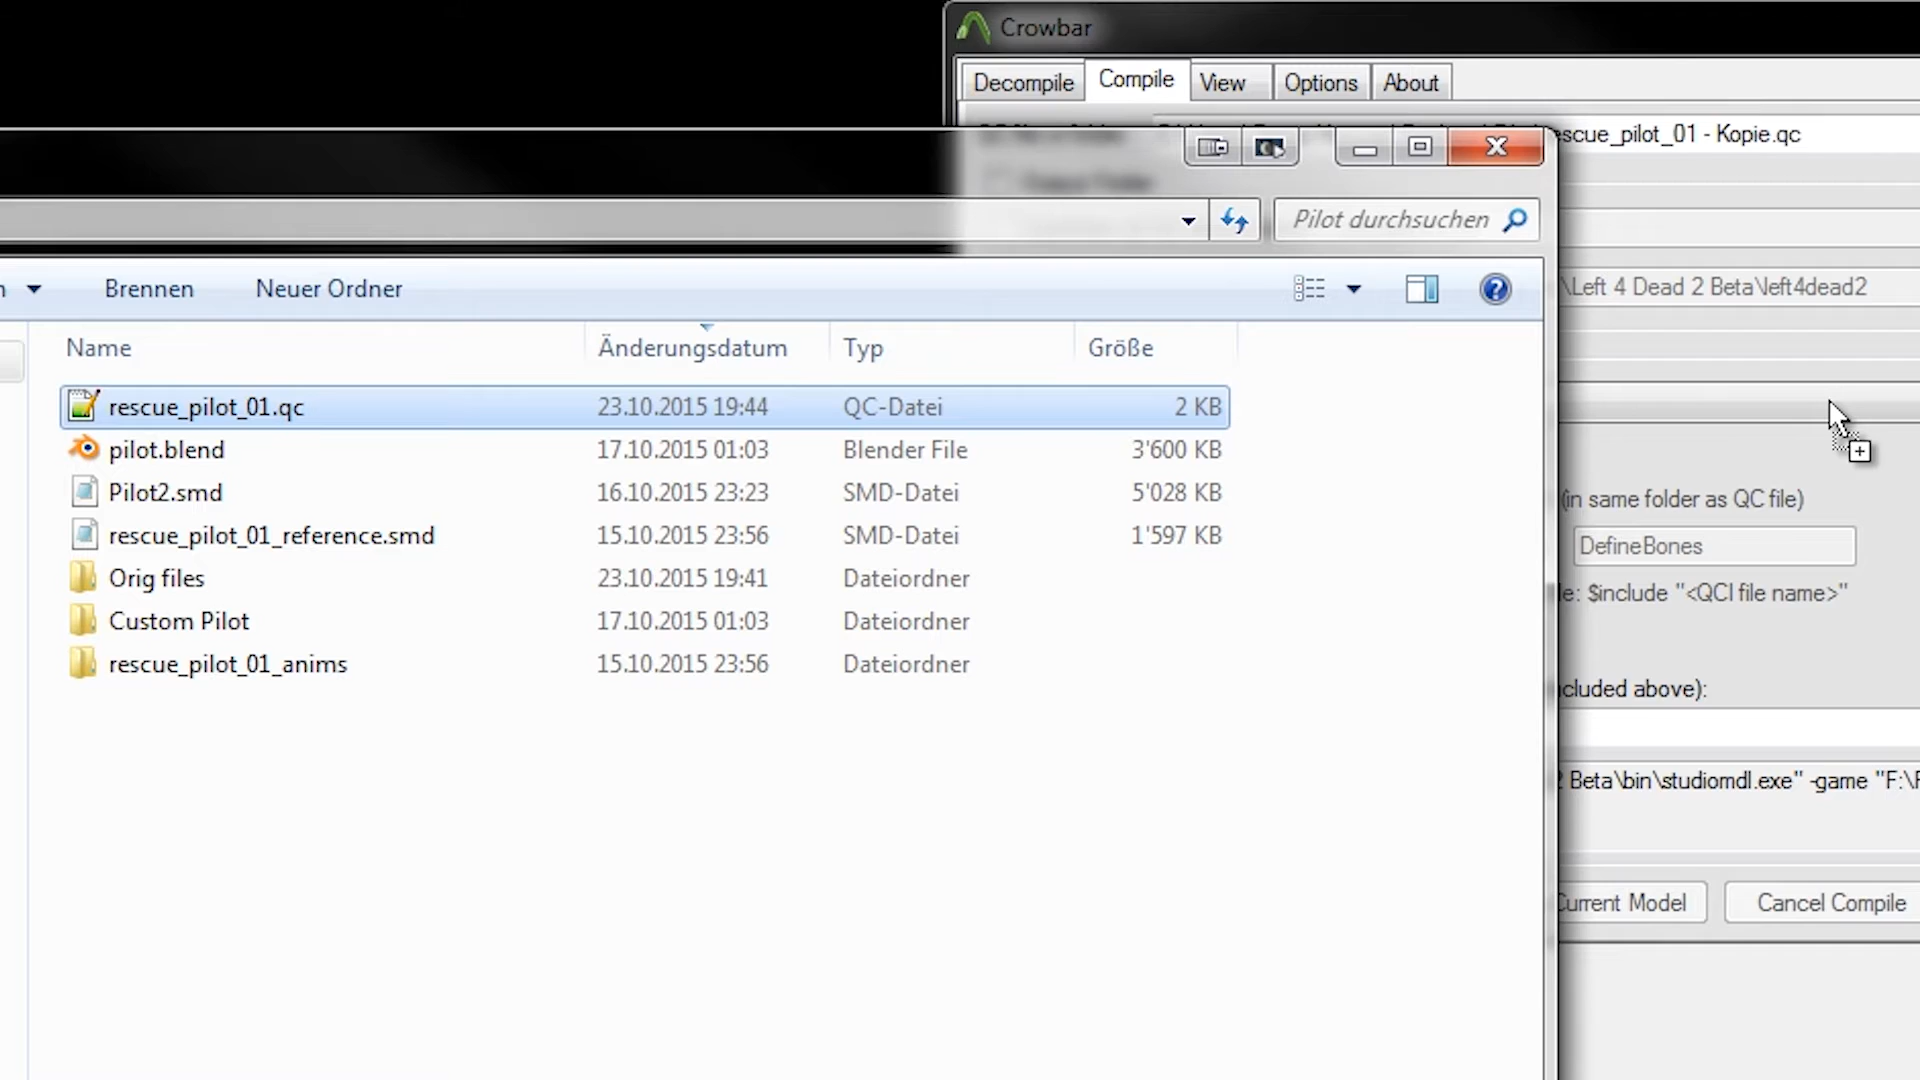 Crowbar
Decompile Compile View Options About
escue_pilot_01 - Kopie.qc
Pilot durchsuchen
Brennen Neuer Ordner
\Left 4 Dead 2 Beta\left4dead2
Name Änderungsdatum Typ Größe
rescue_pilot_01.qc 23.10.2015 19:44 QC-Datei 2 KB
pilot.blend 17.10.2015 01:03 Blender File 3'600 KB
Pilot2.smd 16.10.2015 23:23 SMD-Datei 5'028 KB
rescue_pilot_01_reference.smd 15.10.2015 23:56 SMD-Datei 1'597 KB
Orig files 23.10.2015 19:41 Dateiordner
Custom Pilot 17.10.2015 01:03 Dateiordner
rescue_pilot_01_anims 15.10.2015 23:56 Dateiordner
(in same folder as QC file)
DefineBones
le: $include "<QCI file name>"
cluded above):
2 Beta\bin\studiomdl.exe" -game "F:\
Current Model Cancel Compile